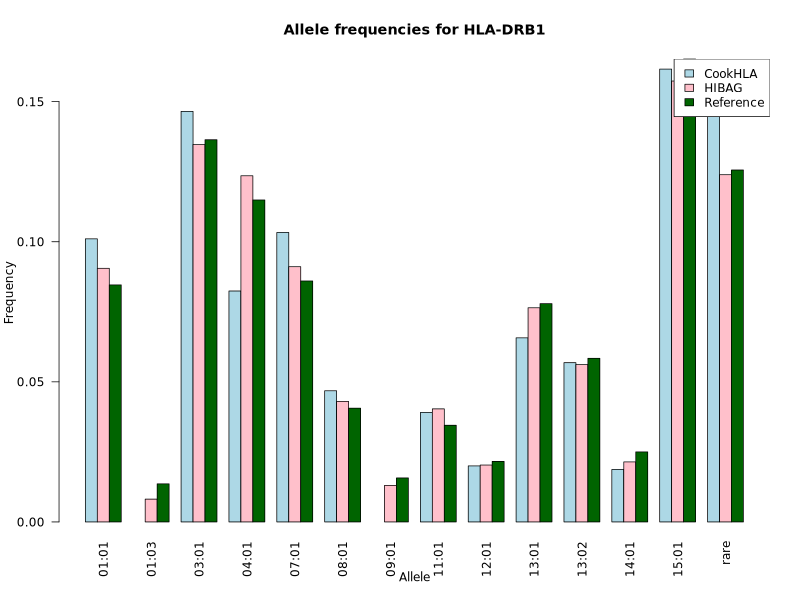 Allele frequencies for HLA-DRB1
CookHLA
HIBAG
Reference
Frequency
0.15
0.10
0.05
0.00
01:01
01:03
03:01
04:01
07:01
08:01
09:01
11:01
12:01
13:01
13:02
14:01
15:01
rare
Allele